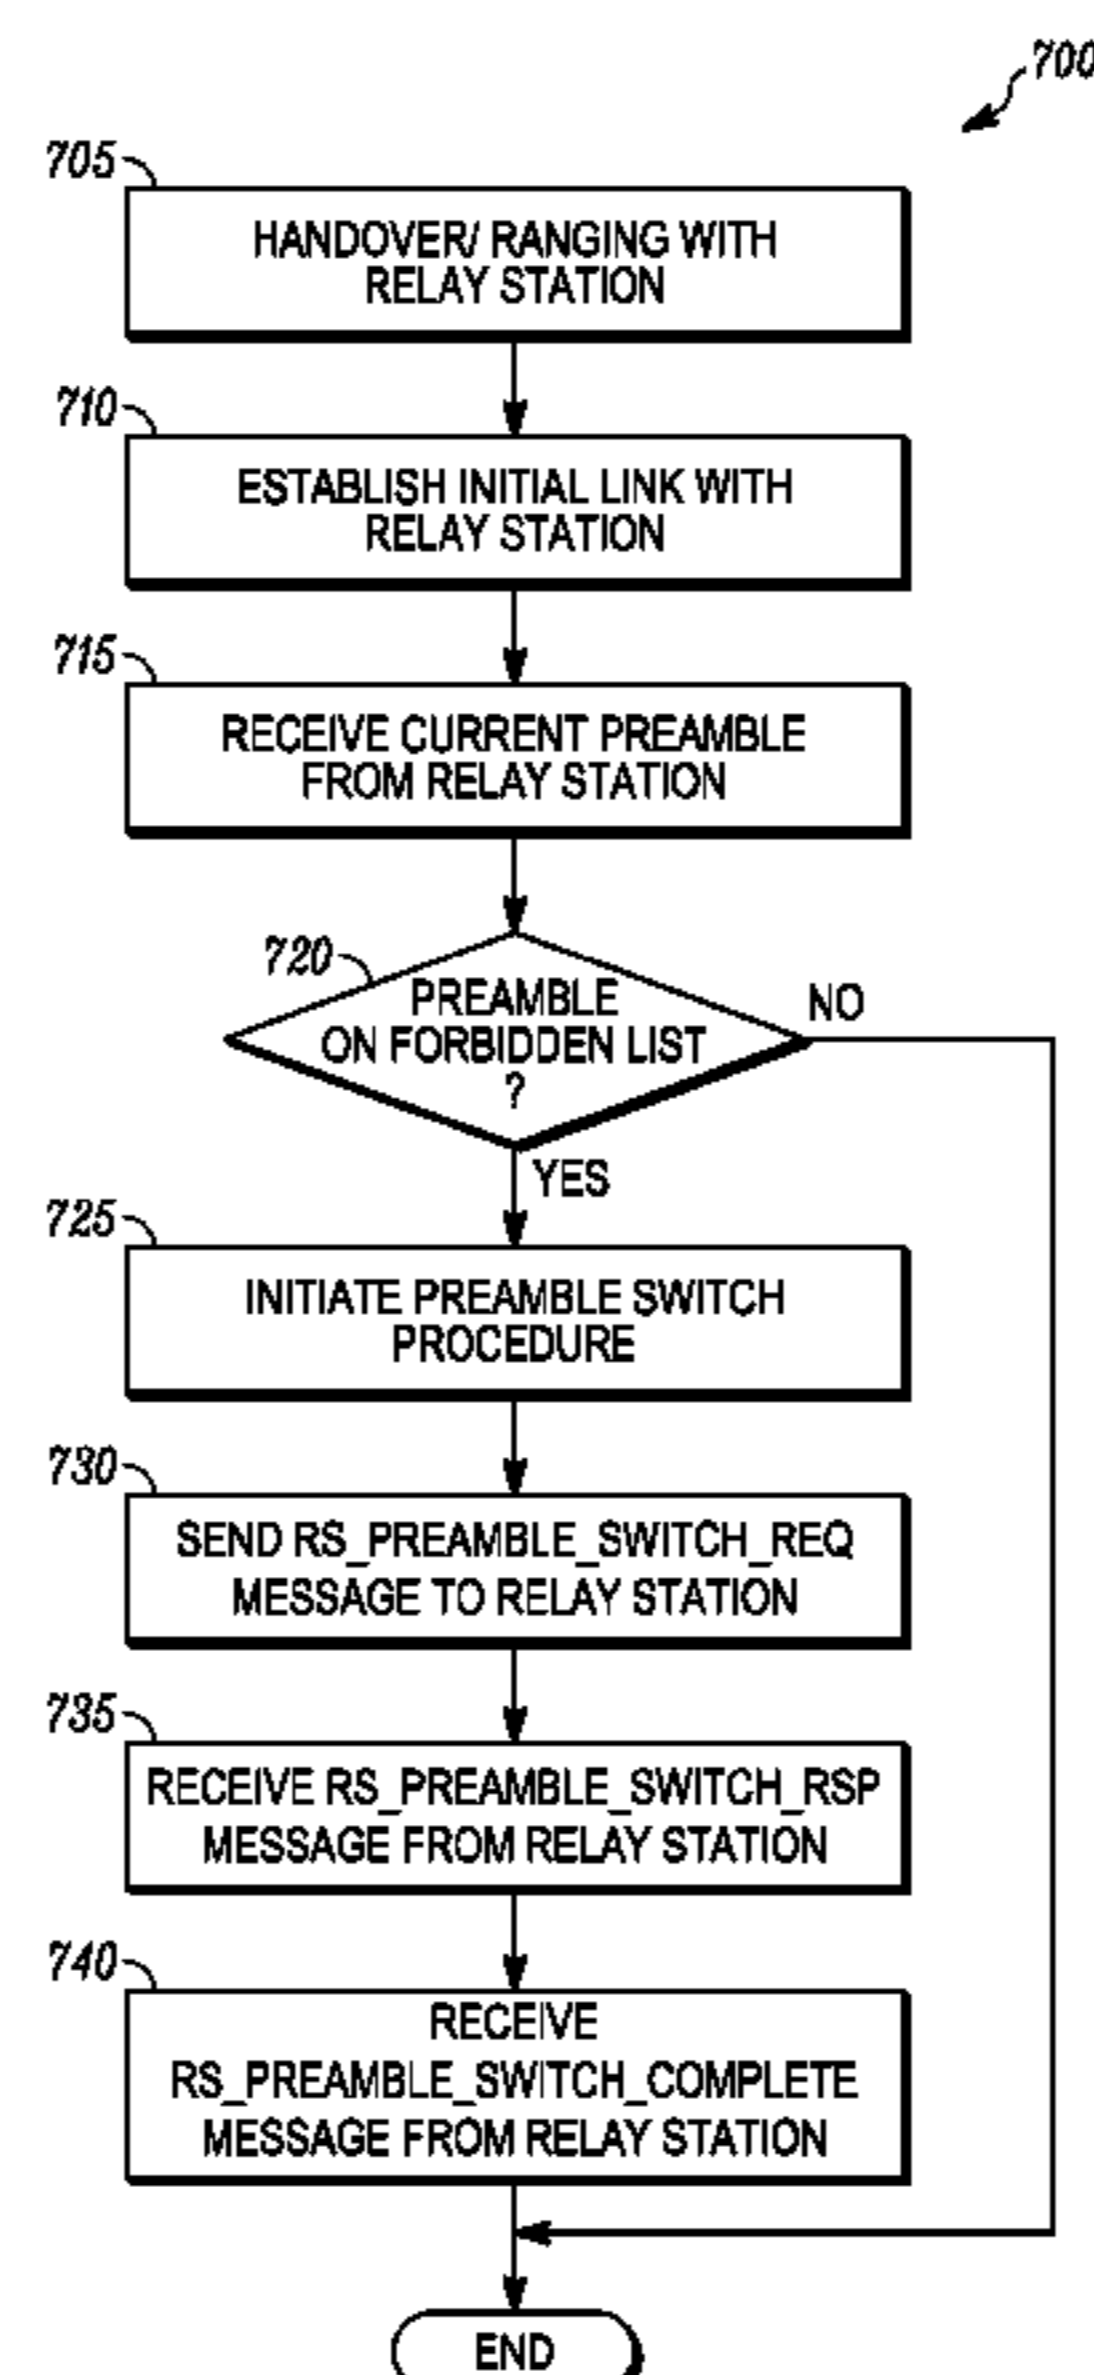 700
705
HANDOVER/ RANGING WITH
RELAY STATION
710
ESTABLISH INITIAL LINK WITH
RELAY STATION
715
RECEIVE CURRENT PREAMBLE
FROM RELAY STATION
720
PREAMBLE
ON FORBIDDEN LIST
?
NO
YES
725
INITIATE PREAMBLE SWITCH
PROCEDURE
730
SEND RS_PREAMBLE_SWITCH_REQ
MESSAGE TO RELAY STATION
735
RECEIVE RS_PREAMBLE_SWITCH_RSP
MESSAGE FROM RELAY STATION
740
RECEIVE
RS_PREAMBLE_SWITCH_COMPLETE
MESSAGE FROM RELAY STATION
END